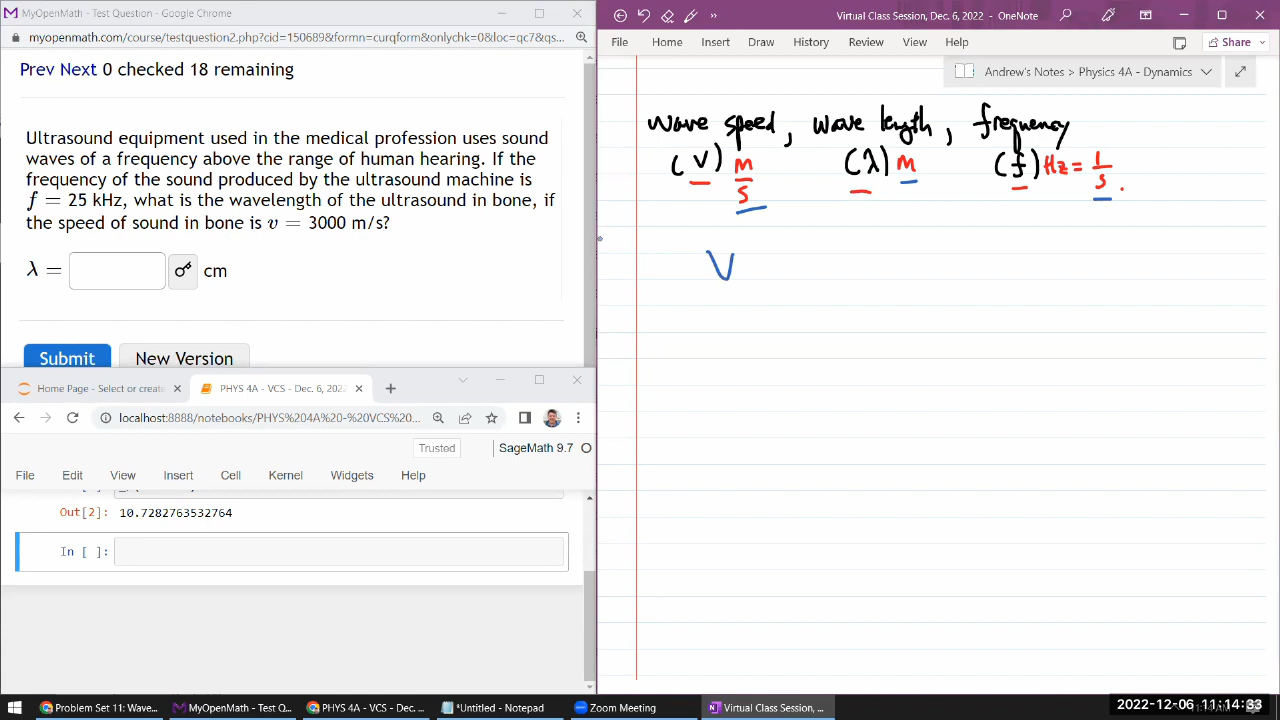 MyOpenMath - Test Question - Google Chrome
myopenmath.com/course/testquestion2.php?cid=150689&formn=curqform&onlychk=0&loc=qc7&qs...
Prev Next 0 checked 18 remaining
Ultrasound equipment used in the medical profession uses sound
waves of a frequency above the range of human hearing. If the
frequency of the sound produced by the ultrasound machine is
f = 25 kHz, what is the wavelength of the ultrasound in bone, if
the speed of sound in bone is v = 3000 m/s?
λ = cm
Submit New Version
Home Page - Select or create PHYS 4A - VCS - Dec. 6, 2022
localhost:8888/notebooks/PHYS%204A%20-%20VCS%20...
Trusted SageMath 9.7
File Edit View Insert Cell Kernel Widgets Help
Out[2]: 10.7282763532764
In [ ]:
Virtual Class Session, Dec. 6, 2022 - OneNote
File Home Insert Draw History Review View Help Share
Andrew's Notes > Physics 4A - Dynamics
wave speed, wave length, frequency
(v) m/s (λ) m (f) Hz = 1/s.
V
Problem Set 11: Wave... MyOpenMath - Test Q... PHYS 4A - VCS - Dec. ... *Untitled - Notepad Zoom Meeting Virtual Class Session, ...
2022-12-06 11:14:33